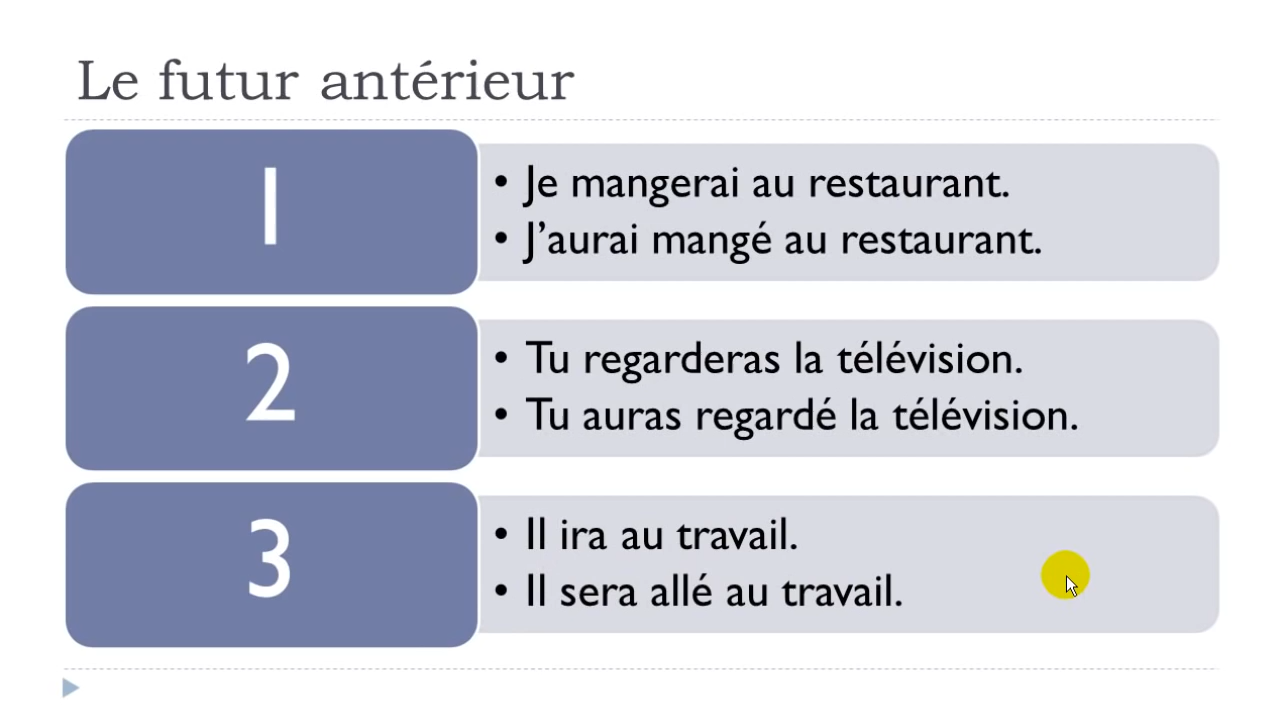 Le futur antérieur
1
• Je mangerai au restaurant.
• J’aurai mangé au restaurant.
2
• Tu regarderas la télévision.
• Tu auras regardé la télévision.
3
• Il ira au travail.
• Il sera allé au travail.